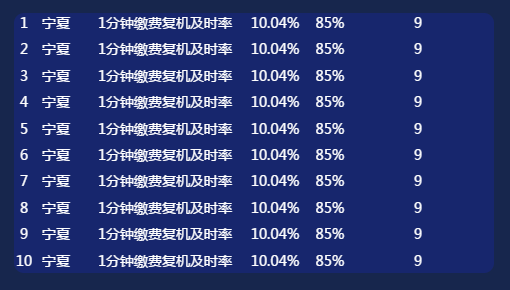 1 宁夏 1分钟缴费复机及时率 10.04% 85% 9
2 宁夏 1分钟缴费复机及时率 10.04% 85% 9
3 宁夏 1分钟缴费复机及时率 10.04% 85% 9
4 宁夏 1分钟缴费复机及时率 10.04% 85% 9
5 宁夏 1分钟缴费复机及时率 10.04% 85% 9
6 宁夏 1分钟缴费复机及时率 10.04% 85% 9
7 宁夏 1分钟缴费复机及时率 10.04% 85% 9
8 宁夏 1分钟缴费复机及时率 10.04% 85% 9
9 宁夏 1分钟缴费复机及时率 10.04% 85% 9
10 宁夏 1分钟缴费复机及时率 10.04% 85% 9